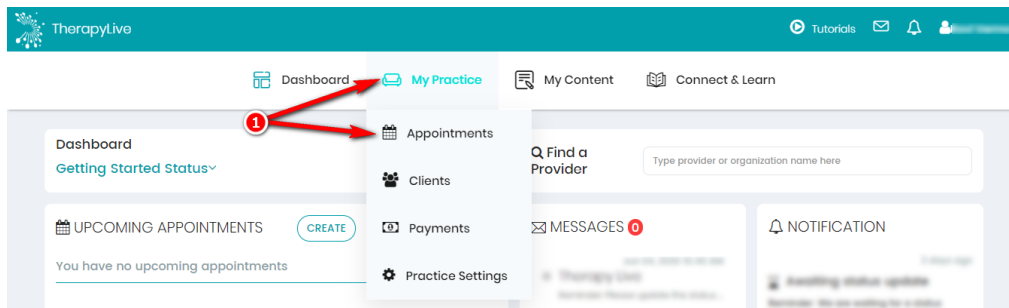 TherapyLive
Tutorials
Dashboard
My Practice
My Content
Connect & Learn
1
Appointments
Clients
Payments
Practice Settings
Dashboard
Getting Started Status
Find a
Provider
Type provider or organization name here
UPCOMING APPOINTMENTS
CREATE
You have no upcoming appointments
MESSAGES 0
NOTIFICATION